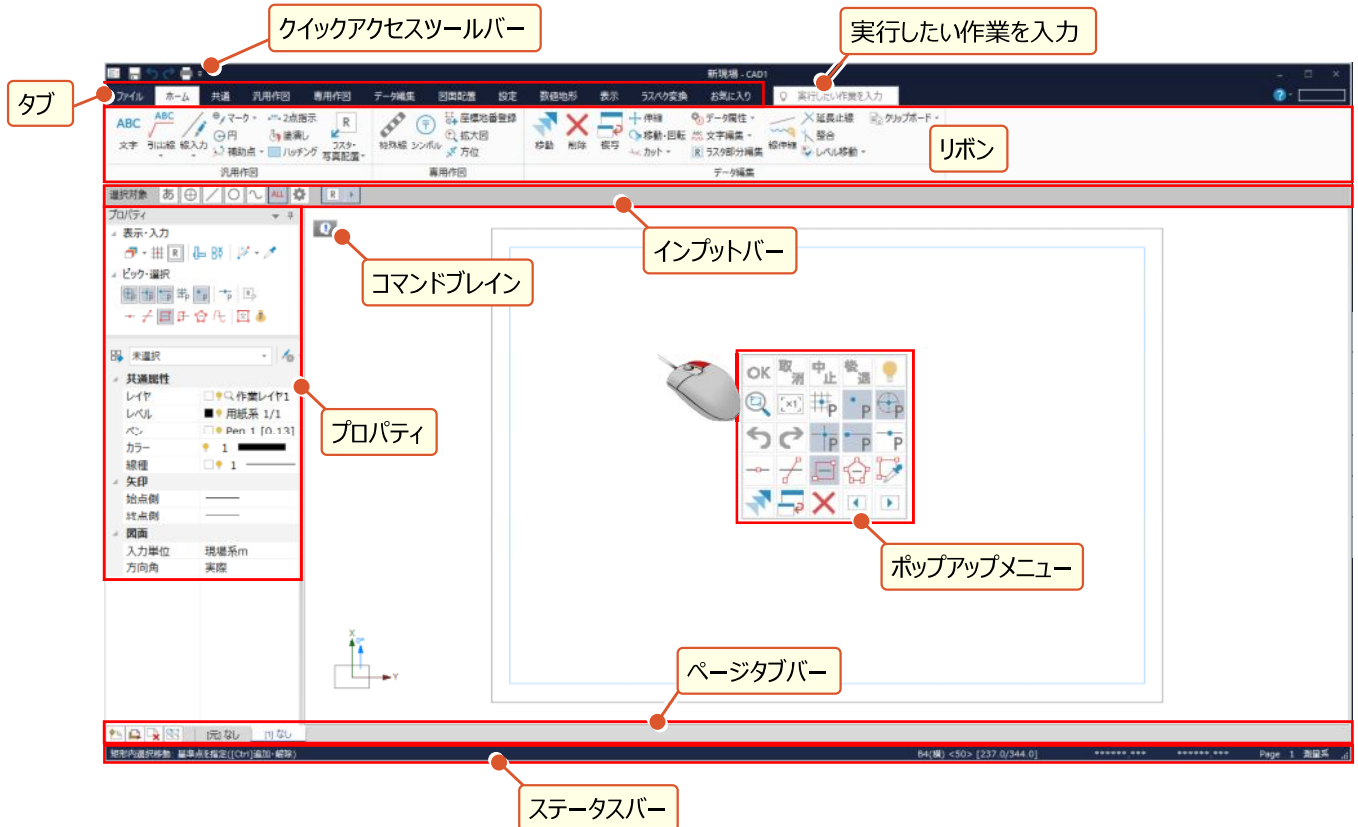 クイックアクセスツールバー
実行したい作業を入力
タブ
新現場 - CAD1
ファイル ホーム 共通 汎用作図 専用作図 データ編集 図面配置 設定 数値地形 表示 ラスベク変換 お気に入り 実行したい作業を入力
ABC ABC マーク 2点指示 R 座標地番登録 伸縮 データ属性 延長止線 クリップボード
円 塗潰し 拡大図 移動・回転 文字編集 整合
文字 引出線 線入力 補助点 ハッチング ラスタ・写真配置 特殊線 シンボル 方位 移動 削除 複写 カット R ラスタ部分編集 線伸縮 レベル移動
汎用作図 専用作図 データ編集
リボン
選択対象 あ ALL R
インプットバー
プロパティ
表示・入力
R
ピック・選択
コマンドブレイン
未選択
共通属性
レイヤ 作業レイヤ1
レベル 用紙系 1/1
ペン Pen 1 [0.13]
カラー 1
線種 1
矢印
始点側
終点側
図面
入力単位 現場系m
方向角 実際
プロパティ
OK 取消 中止 後退
[×1] P P P
P P P
ポップアップメニュー
X
Y
ページタブバー
[元] なし [1] なし
矩形内選択移動: 基準点を指定([Ctrl]追加・解除) B4(横) <50> [237.0/344.0] ******.*** ******.*** Page 1 測量系
ステータスバー